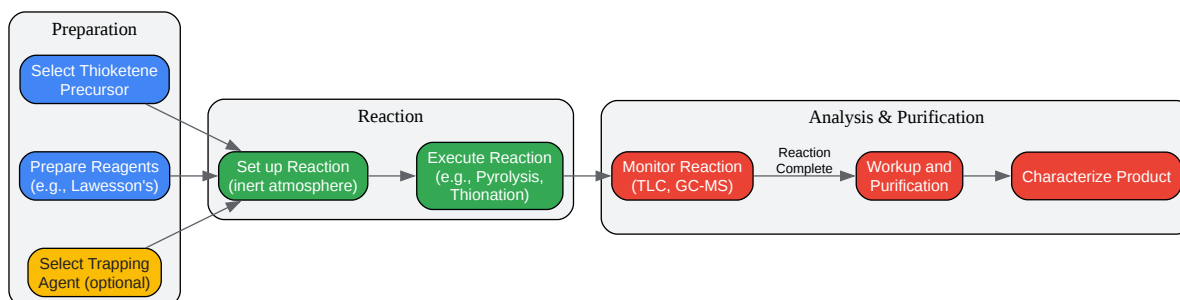 Preparation
Select Thioketene
Precursor
Prepare Reagents
(e.g., Lawesson's)
Select Trapping
Agent (optional)
Reaction
Set up Reaction
(inert atmosphere)
Execute Reaction
(e.g., Pyrolysis,
Thionation)
Analysis & Purification
Monitor Reaction
(TLC, GC-MS)
Reaction
Complete
Workup and
Purification
Characterize Product